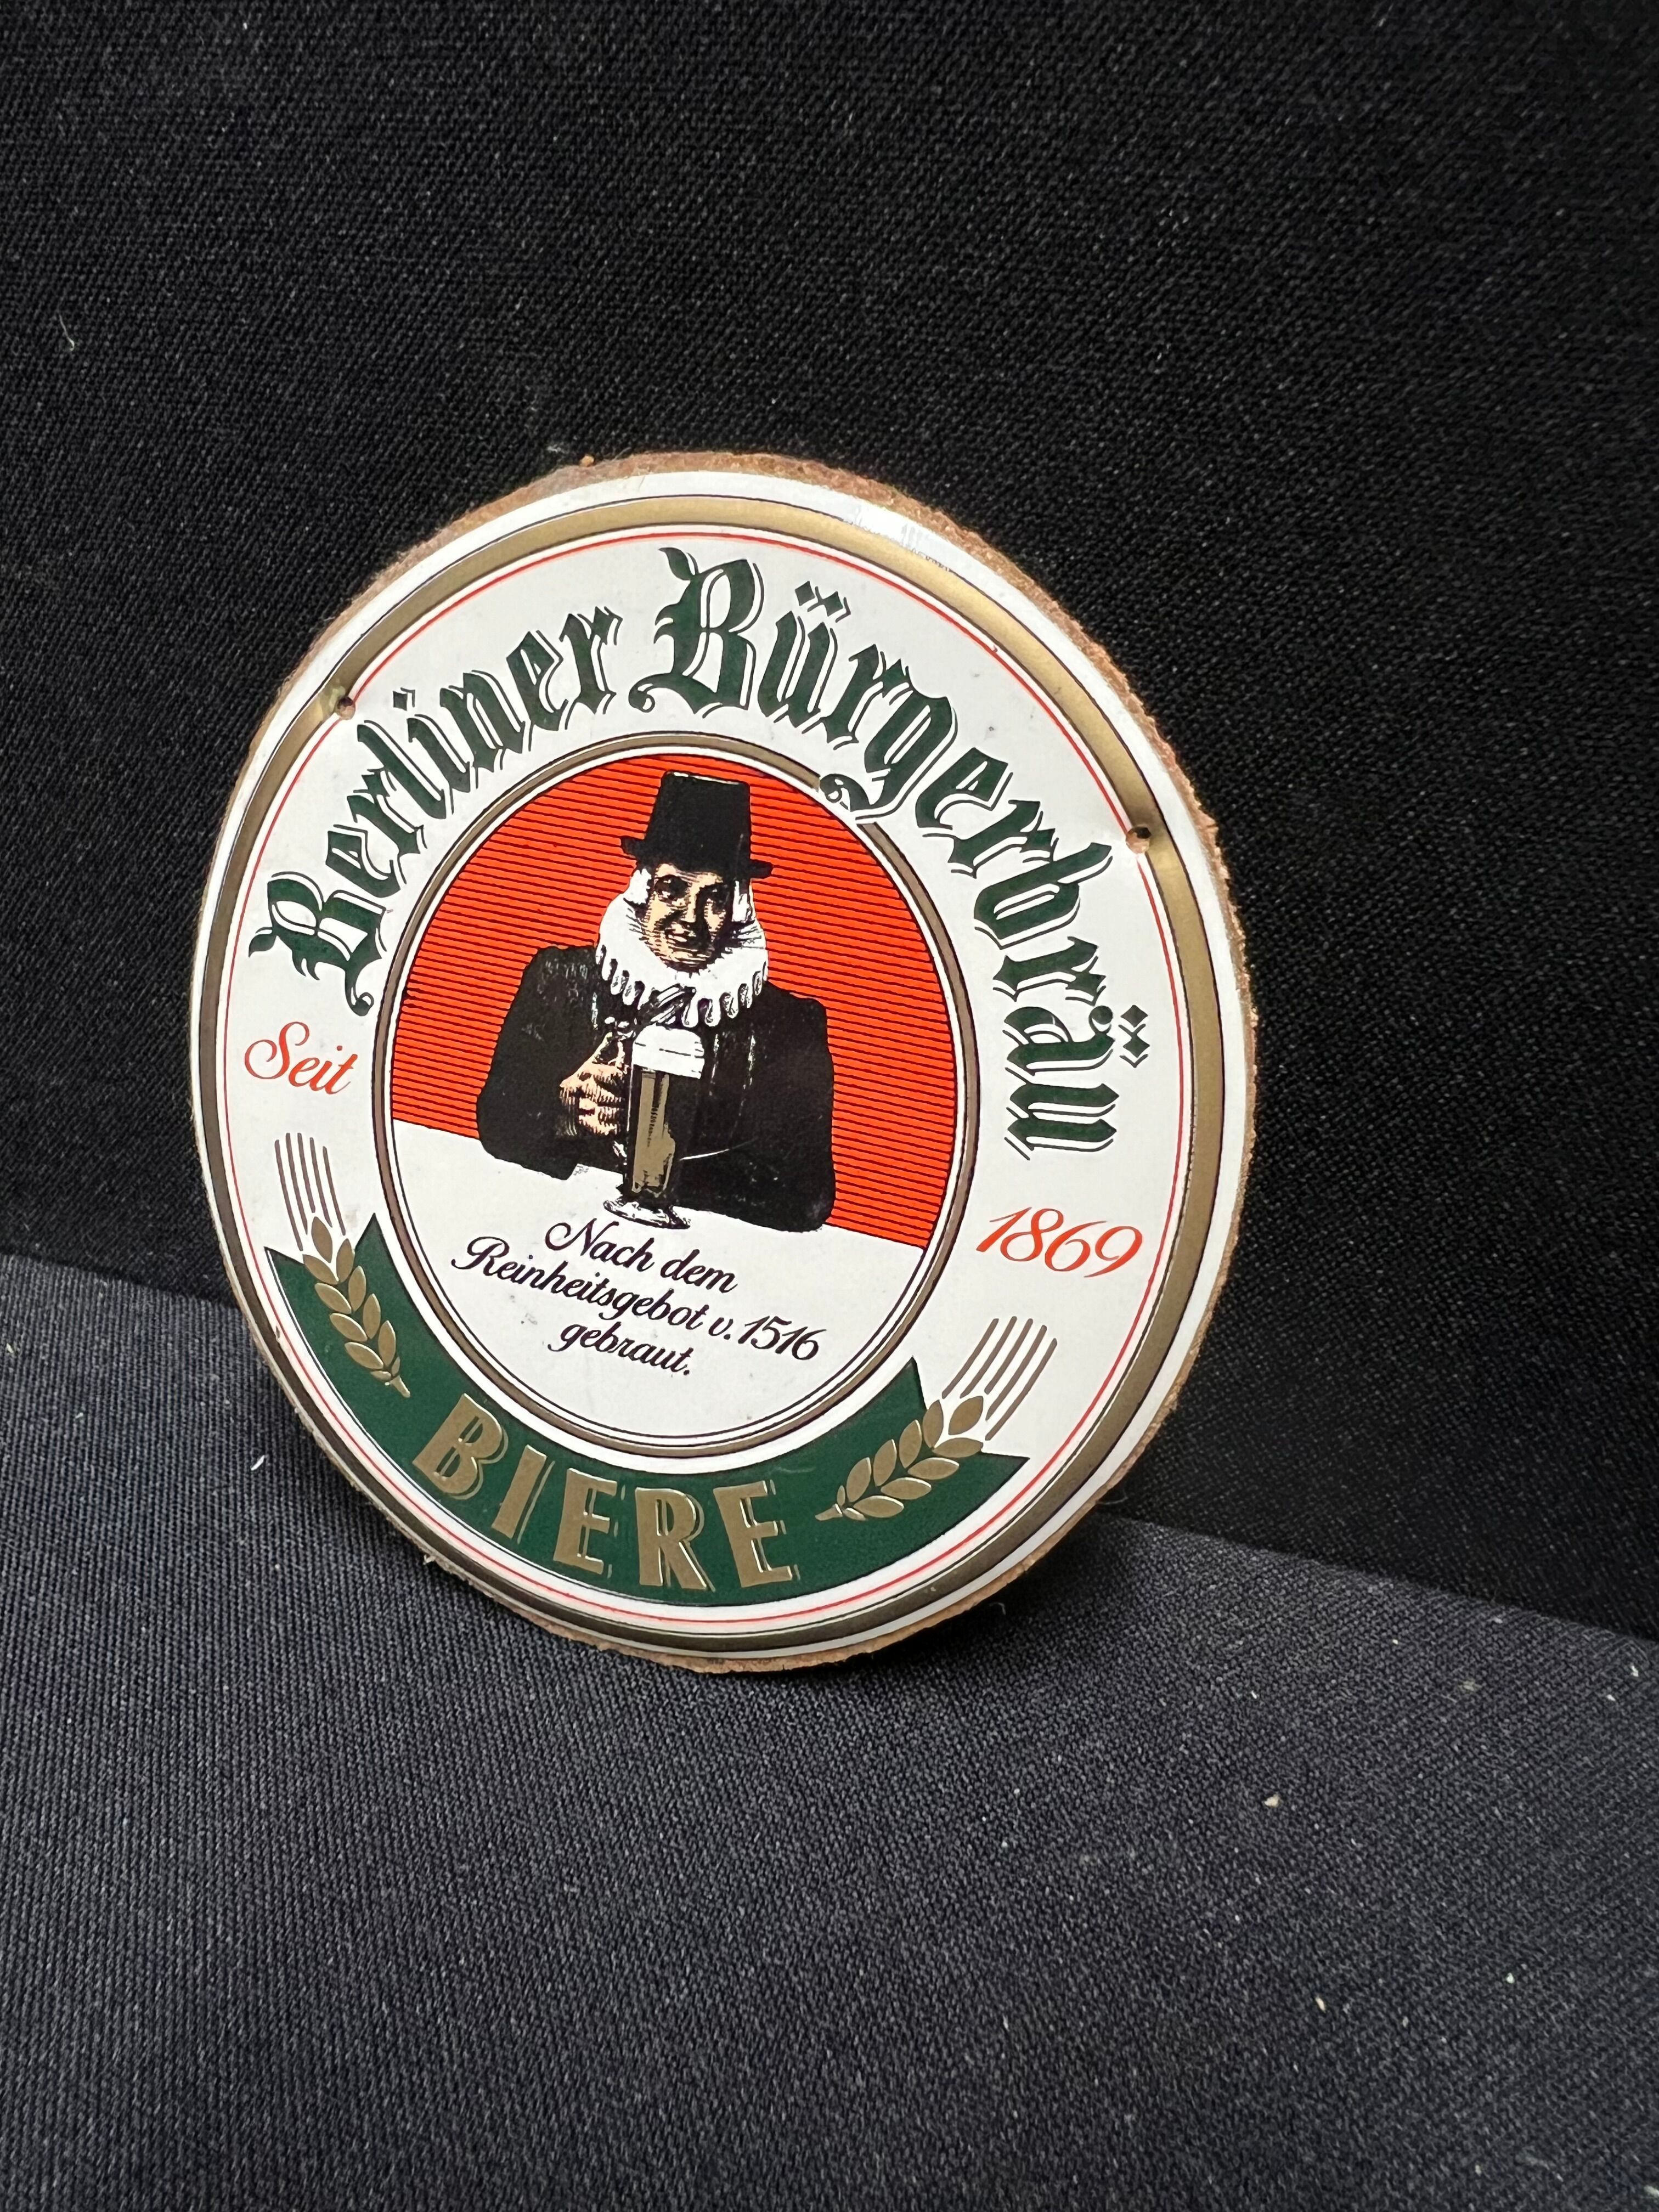 Berliner Bürgerbräu
Seit 1869
Nach dem
Reinheitsgebot v. 1516
gebraut.
BIERE